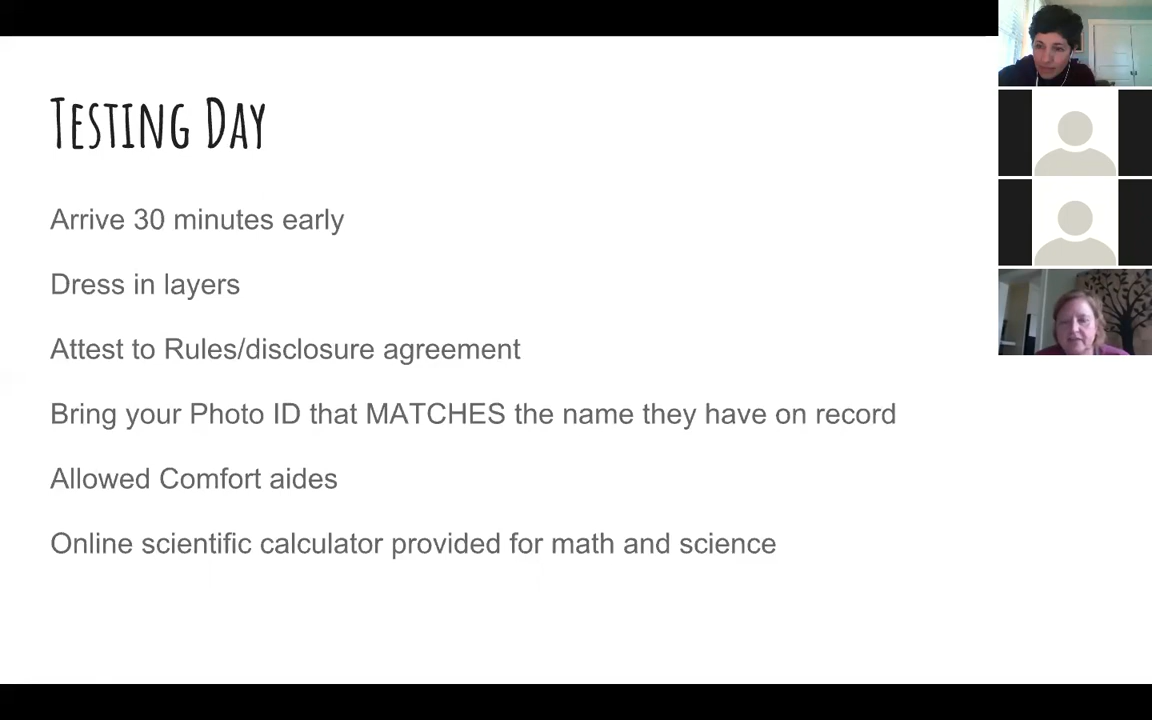 Testing Day
Arrive 30 minutes early
Dress in layers
Attest to Rules/disclosure agreement
Bring your Photo ID that MATCHES the name they have on record
Allowed Comfort aides
Online scientific calculator provided for math and science